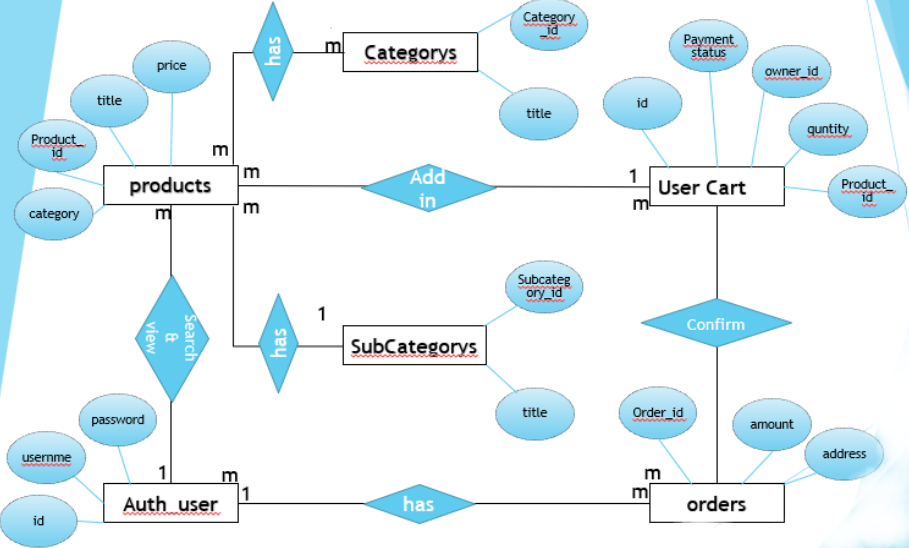 Category
_id
has
m
Categorys
Payment
status
price
owner_id
title
id
title
m
quntity
Product_
id
m
Add
in
1
products
User Cart
Product_
id
category
m
m
m
Subcateg
ory_id
1
Search
&
view
has
SubCategorys
Confirm
password
title
Order_id
amount
usernme
address
1
m
m
1
m
id
Auth_user
has
orders